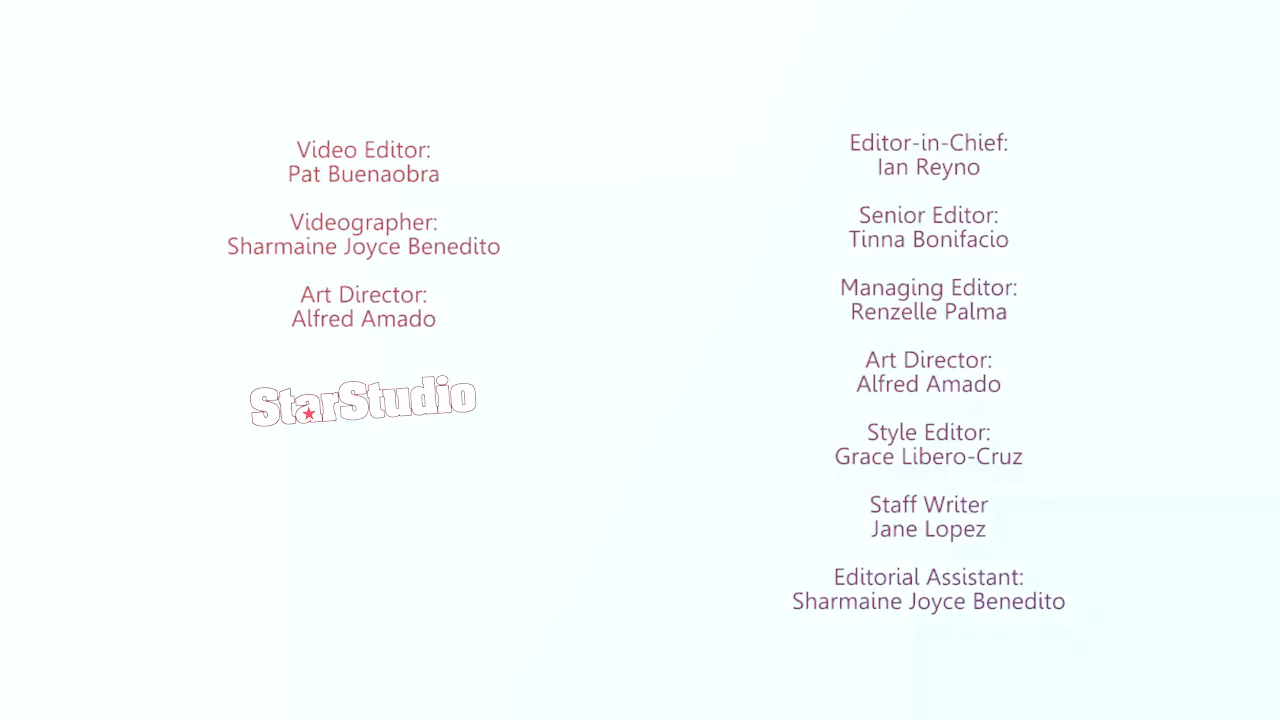 Video Editor:
Pat Buenaobra
Videographer:
Sharmaine Joyce Benedito
Art Director:
Alfred Amado
StarStudio
Editor-in-Chief:
Ian Reyno
Senior Editor:
Tinna Bonifacio
Managing Editor:
Renzelle Palma
Art Director:
Alfred Amado
Style Editor:
Grace Libero-Cruz
Staff Writer
Jane Lopez
Editorial Assistant:
Sharmaine Joyce Benedito